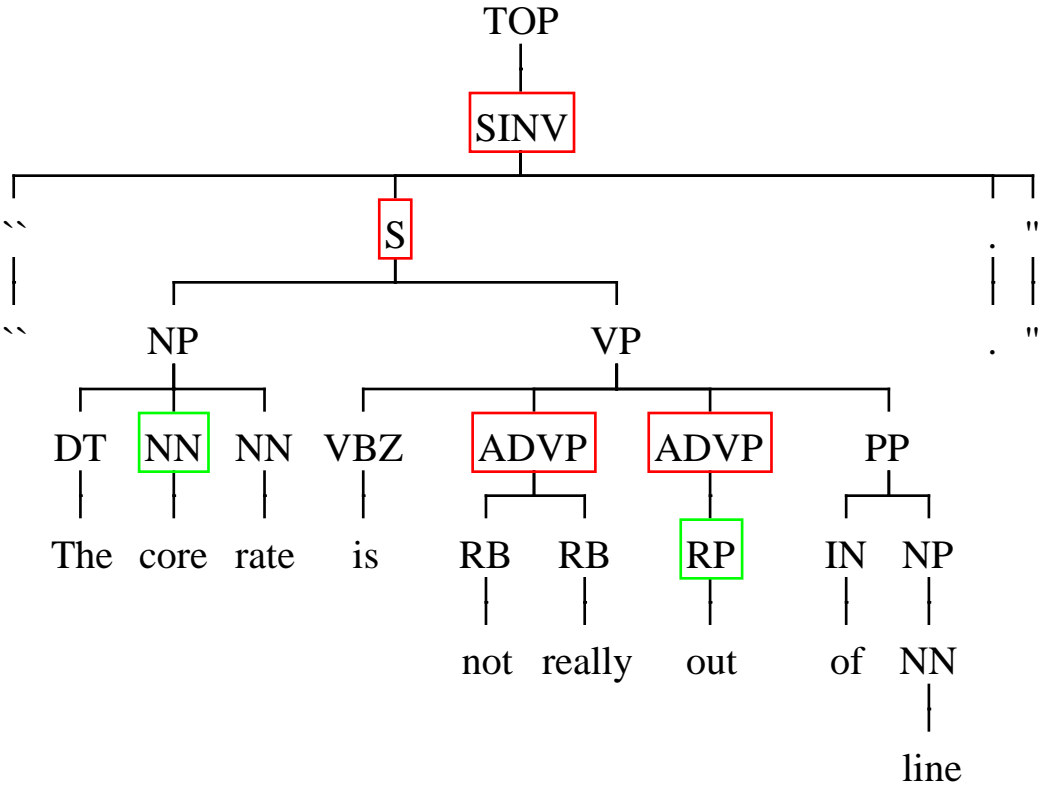 TOP
SINV
`` S . "
`` NP VP . "
DT NN NN VBZ ADVP ADVP PP
The core rate is RB RB RP IN NP
not really out of NN
line